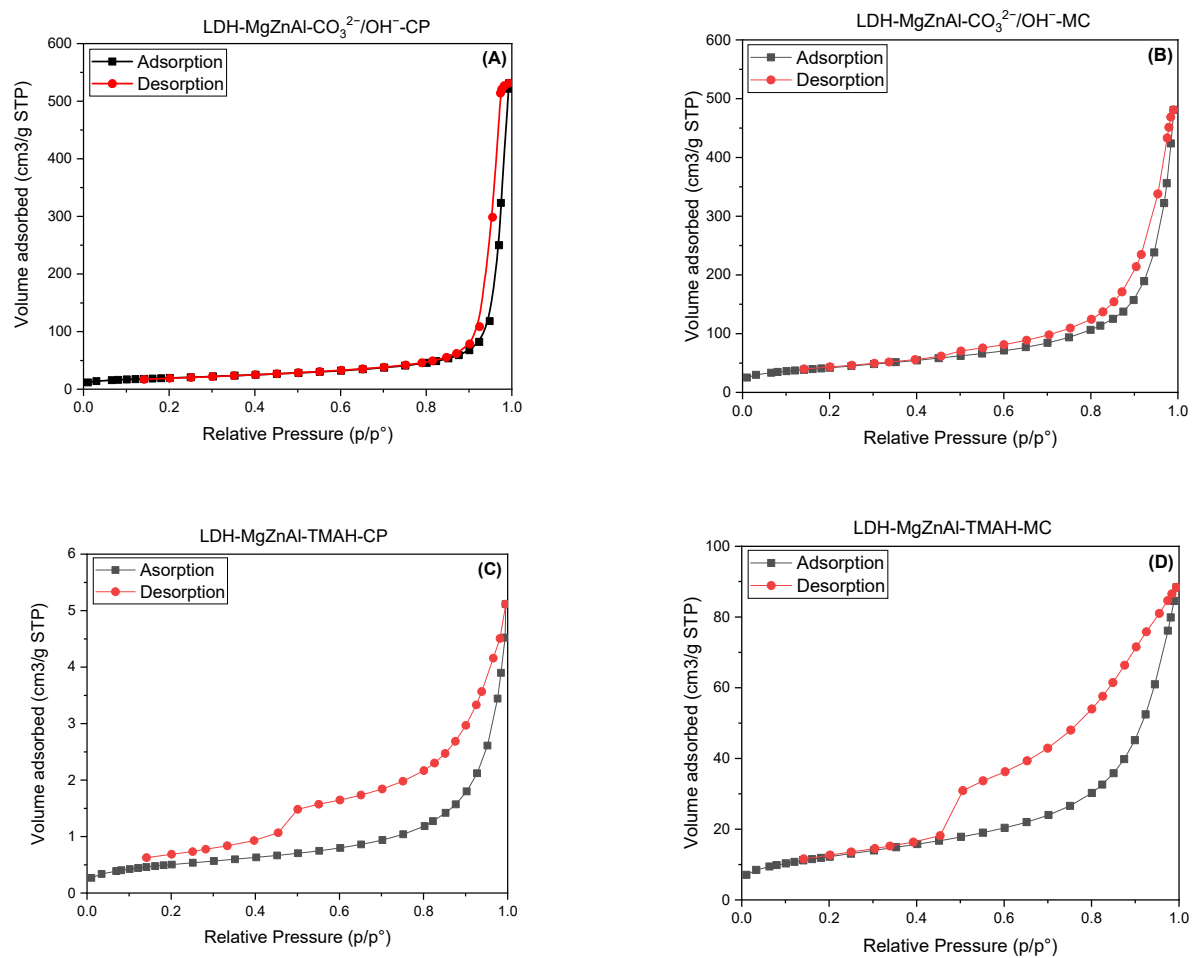 LDH-MgZnAl-CO₃²⁻/OH⁻-CP
(A)
Adsorption
Desorption
Volume adsorbed (cm3/g STP)
600
500
400
300
200
100
0
0.0 0.2 0.4 0.6 0.8 1.0
Relative Pressure (p/p°)
LDH-MgZnAl-CO₃²⁻/OH⁻-MC
(B)
Adsorption
Desorption
Volume adsorbed (cm3/g STP)
600
500
400
300
200
100
0
0.0 0.2 0.4 0.6 0.8 1.0
Relative Pressure (p/p°)
LDH-MgZnAl-TMAH-CP
(C)
Asorption
Desorption
Volume adsorbed (cm3/g STP)
6
5
4
3
2
1
0
0.0 0.2 0.4 0.6 0.8 1.0
Relative Pressure (p/p°)
LDH-MgZnAl-TMAH-MC
(D)
Adsorption
Desorption
Volume adsorbed (cm3/g STP)
100
80
60
40
20
0
0.0 0.2 0.4 0.6 0.8 1.0
Relative Pressure (p/p°)